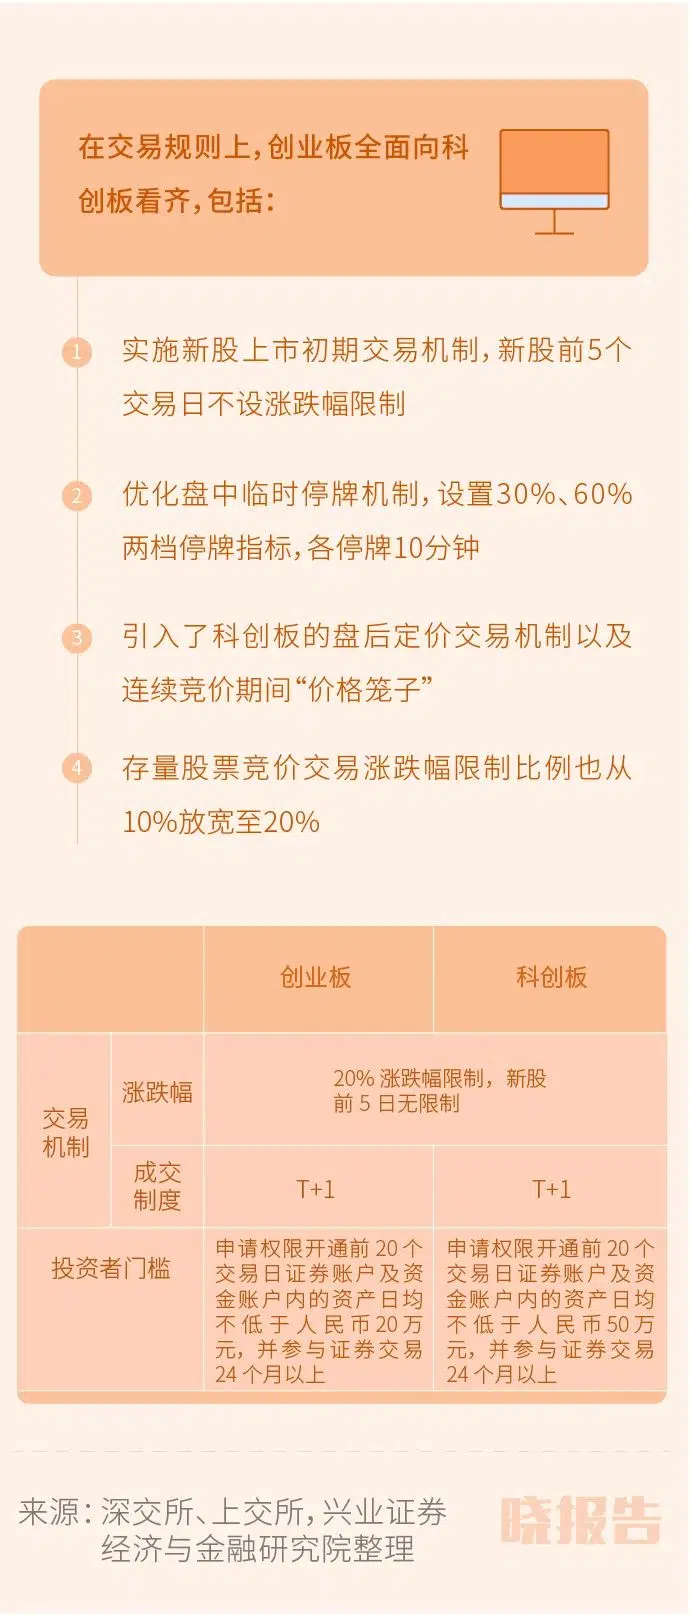 在交易规则上，创业板全面向科
创板看齐，包括：
1
实施新股上市初期交易机制，新股前5个
交易日不设涨跌幅限制
2
优化盘中临时停牌机制，设置30%、60%
两档停牌指标，各停牌10分钟
3
引入了科创板的盘后定价交易机制以及
连续竞价期间“价格笼子”
4
存量股票竞价交易涨跌幅限制比例也从
10%放宽至20%
创业板
科创板
交易
机制
涨跌幅
20% 涨跌幅限制，新股
前 5 日无限制
成交
制度
T+1
T+1
投资者门槛
申请权限开通前 20 个
交易日证券账户及资
金账户内的资产日均
不低于人民币20万
元，并参与证券交易
24 个月以上
申请权限开通前 20 个
交易日证券账户及资
金账户内的资产日均
不低于人民币50万
元，并参与证券交易
24 个月以上
来源：深交所、上交所，兴业证券
经济与金融研究院整理
晓报告